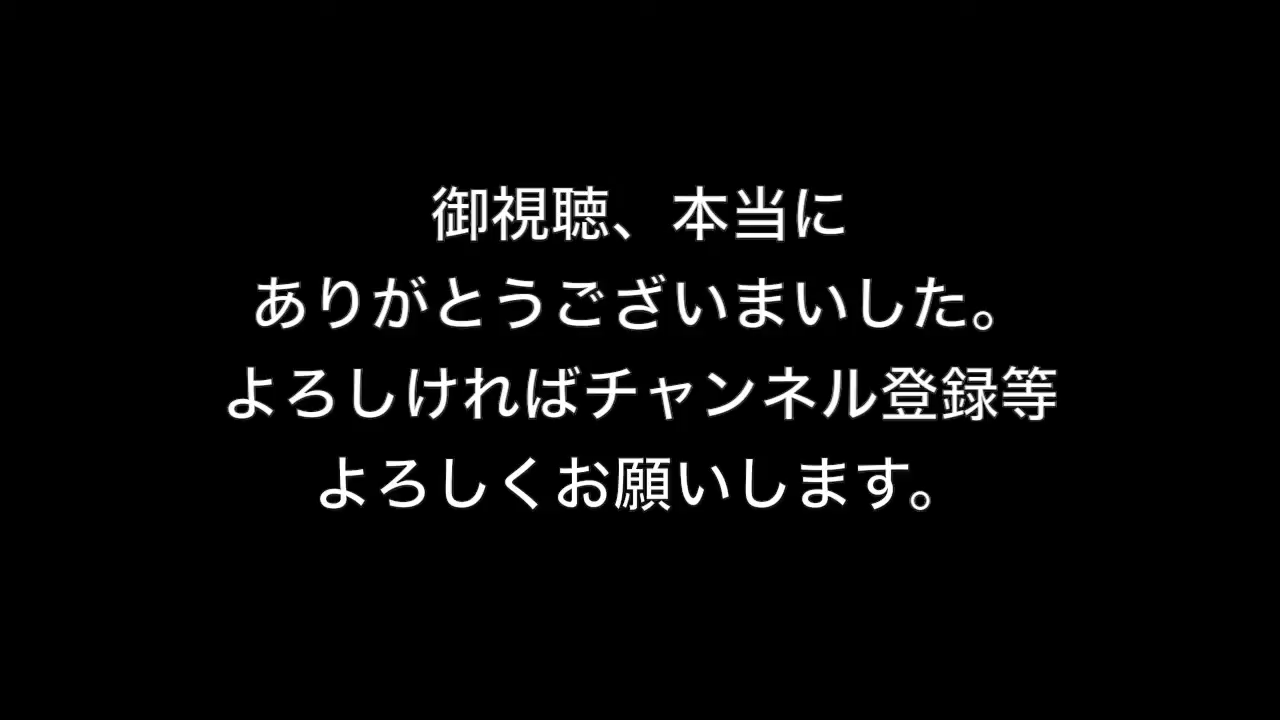 御視聴、本当に
ありがとうございまいした。
よろしければチャンネル登録等
よろしくお願いします。